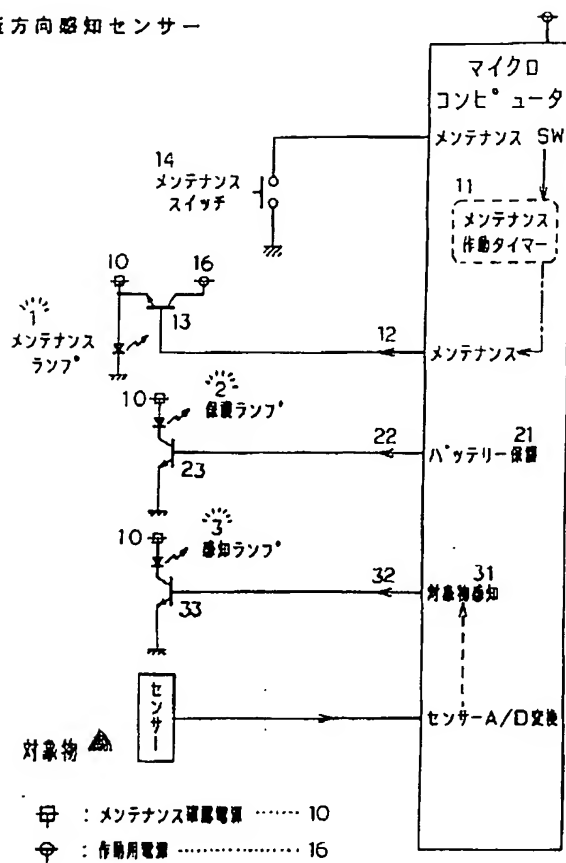 方向感知センサー
マイクロ
コンピュータ
メンテナンス SW
14
メンテナンス
スイッチ
11
メンテナンス
作動タイマー
10
16
1
13
メンテナンス
ランプ
12
メンテナンス
10
2
保護ランプ
22
21
バッテリー保護
23
10
3
感知ランプ
32
31
対象物感知
33
センサー
センサーA/D変換
対象物
: メンテナンス確認電源 ······ 10
: 作動用電源 ················ 16